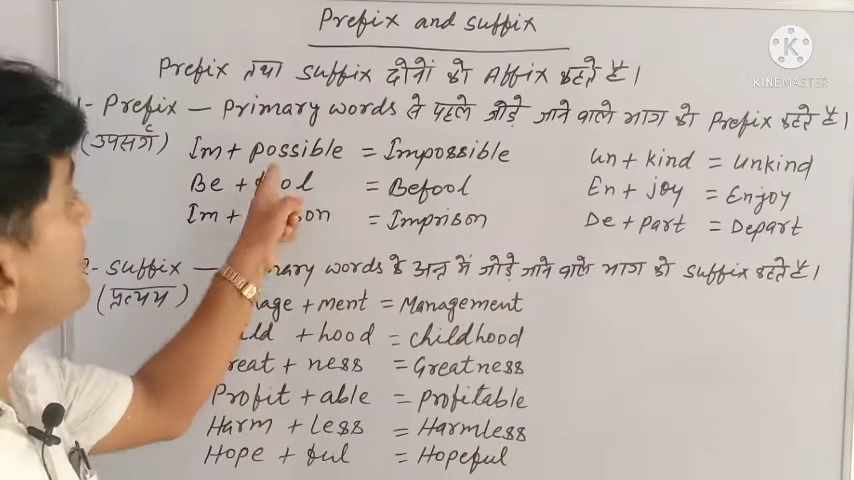 Prefix and suffix
KINEMASTER
Prefix तथा suffix दोनों को Affix कहते हैं।
1- Prefix — Primary words से पहले जोड़े जाने वाले भाग को Prefix कहते हैं।
(उपसर्ग)
Im + possible = Impossible un + kind = unkind
Be + = Befool En + joy = Enjoy
Im + = Imprison De + part = Depart
2- suffix — words के अन्त में जोड़े जाने वाले भाग को suffix कहते हैं।
(प्रत्यय)
+ ment = Management
+ hood = childhood
+ ness = Greatness
Profit + able = profitable
Harm + less = Harmless
Hope + ful = Hopeful